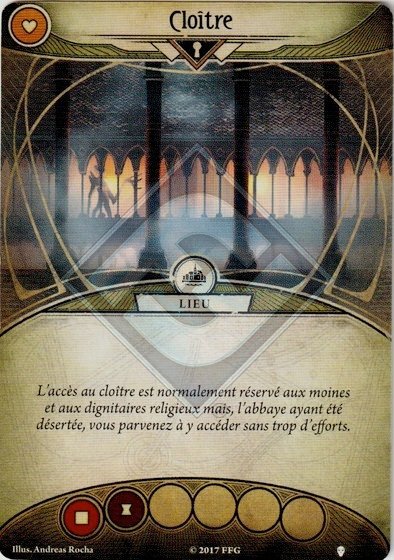 Cloître
LIEU
L'accès au cloître est normalement réservé aux moines
et aux dignitaires religieux mais, l'abbaye ayant été
désertée, vous parvenez à y accéder sans trop d'efforts.
Illus. Andreas Rocha
© 2017 FFG